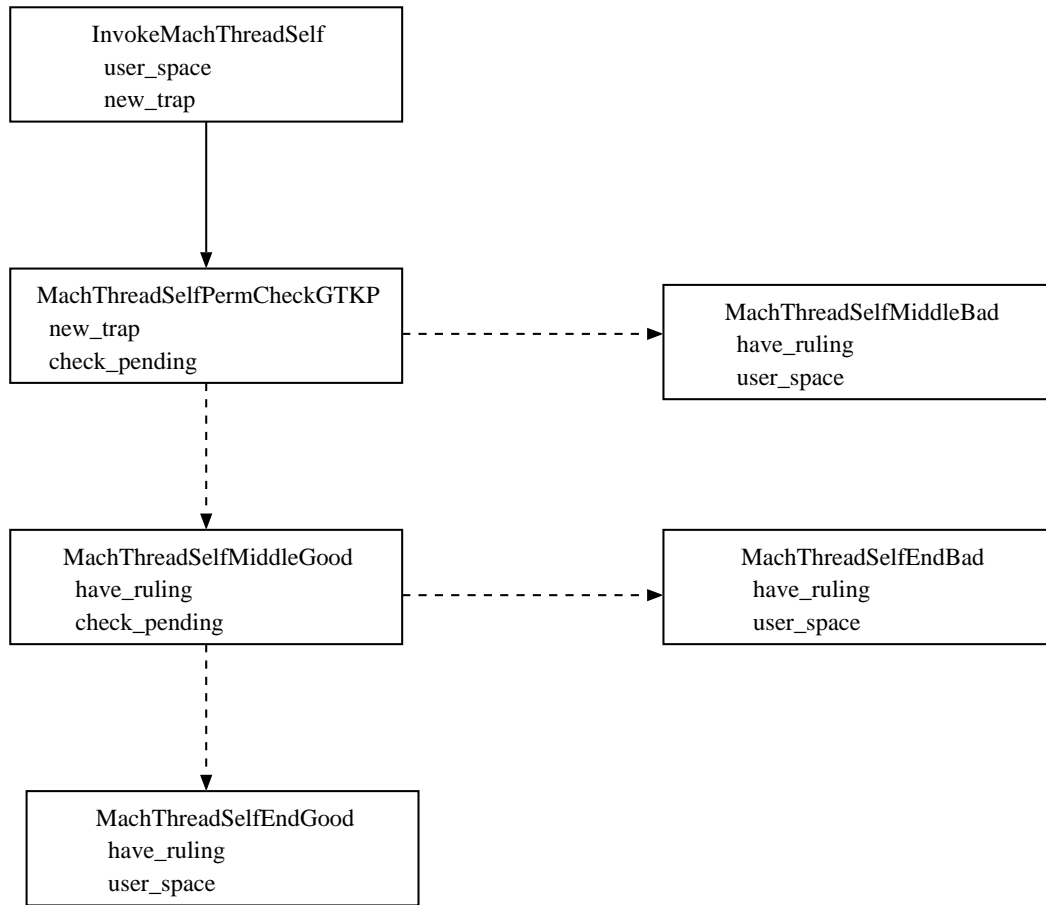 InvokeMachThreadSelf
user_space
new_trap
MachThreadSelfPermCheckGTKP
new_trap
check_pending
MachThreadSelfMiddleBad
have_ruling
user_space
MachThreadSelfMiddleGood
have_ruling
check_pending
MachThreadSelfEndBad
have_ruling
user_space
MachThreadSelfEndGood
have_ruling
user_space